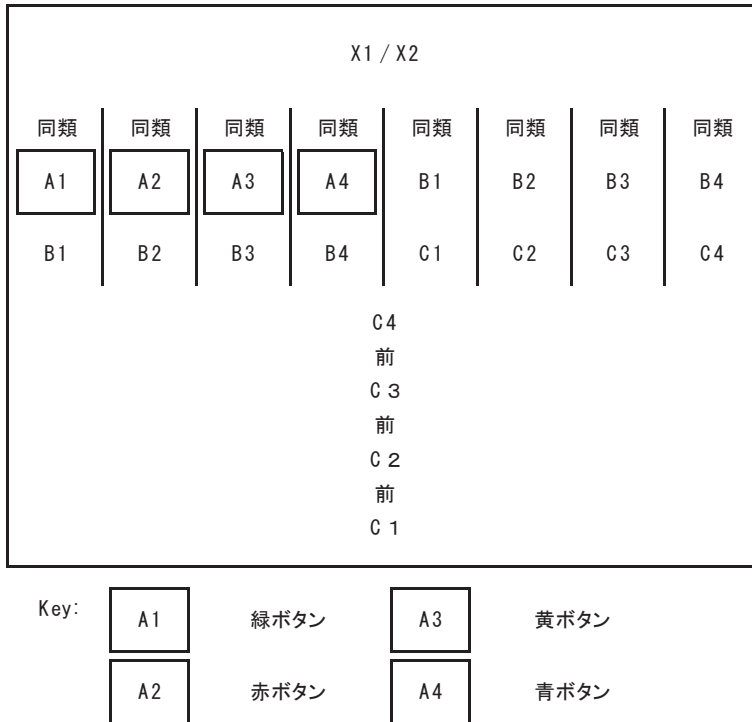 X1 / X2
同類 同類 同類 同類 同類 同類 同類 同類
A1 A2 A3 A4 B1 B2 B3 B4
B1 B2 B3 B4 C1 C2 C3 C4
C4
前
C 3
前
C 2
前
C 1
Key: A1 緑ボタン A3 黄ボタン
A2 赤ボタン A4 青ボタン